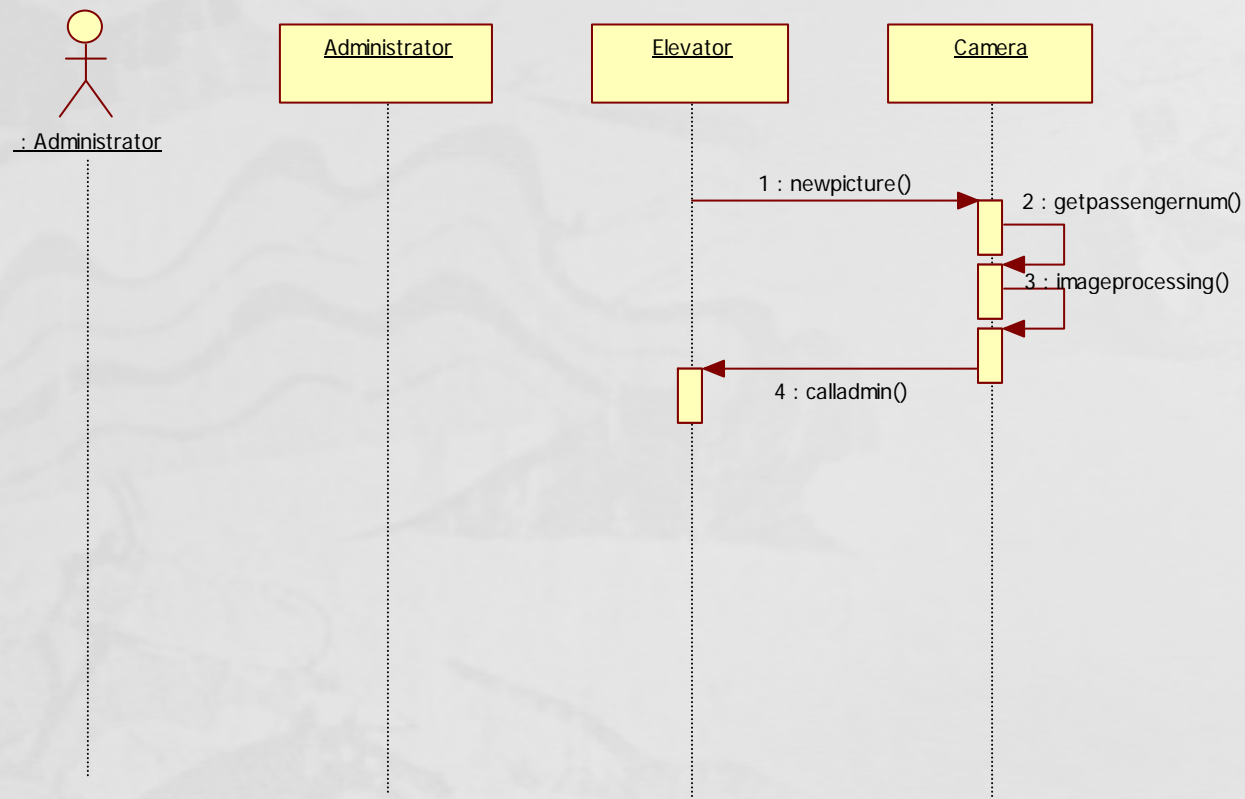 Administrator
Elevator
Camera
: Administrator
1 : newpicture()
2 : getpassengernum()
3 : imageprocessing()
4 : calladmin()